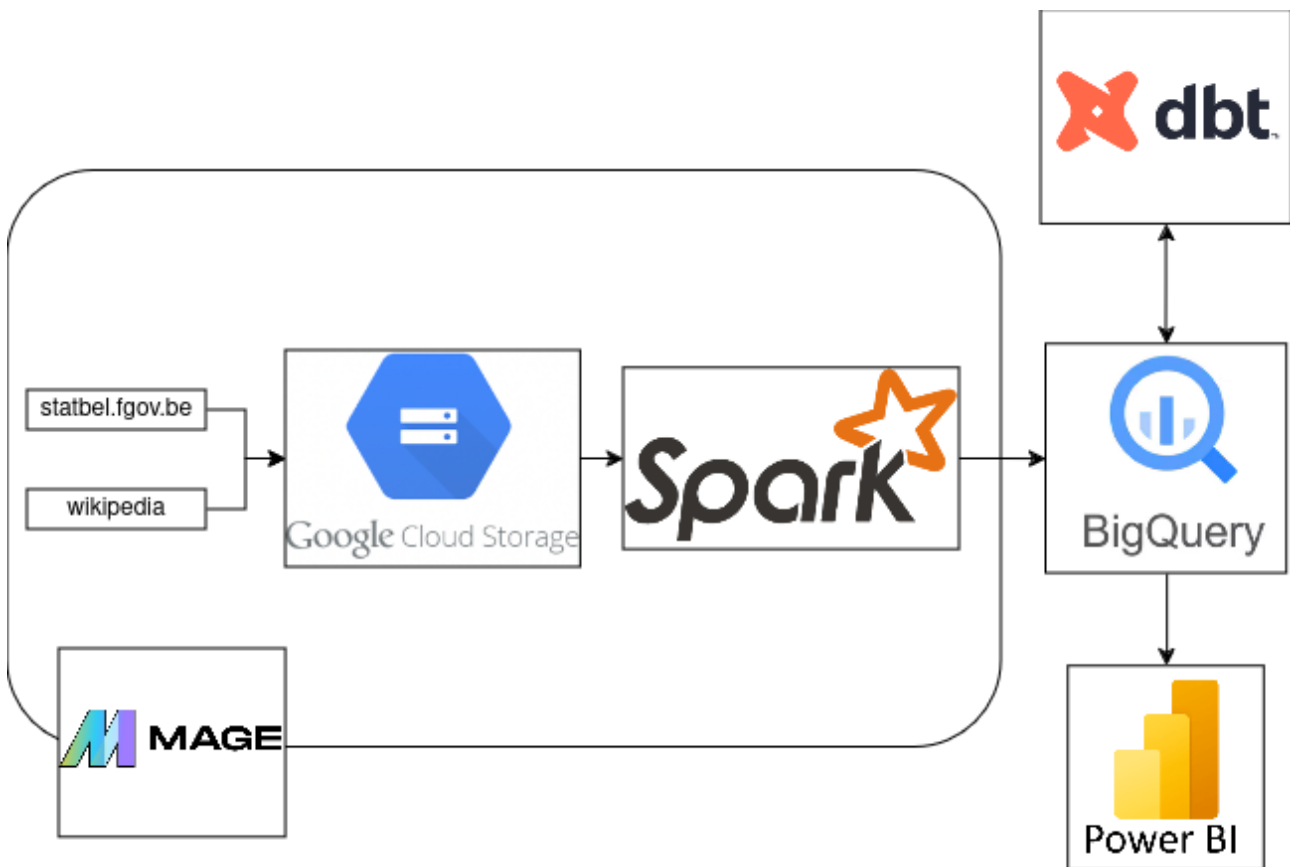 dbt
statbel.fgov.be
wikipedia
Google Cloud Storage
Spark
BigQuery
MAGE
Power BI